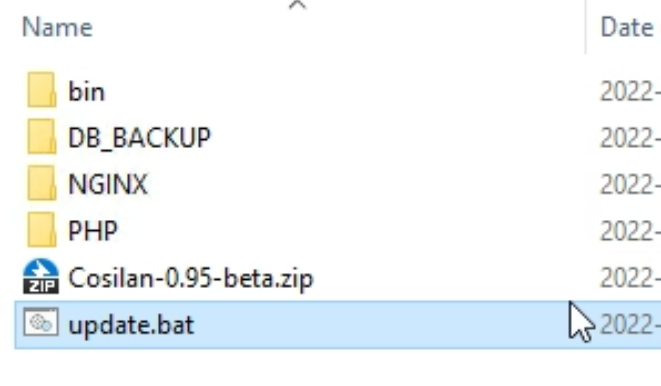 Name Date
bin 2022-
DB_BACKUP 2022-
NGINX 2022-
PHP 2022-
ZIP Cosilan-0.95-beta.zip 2022-
update.bat 2022-